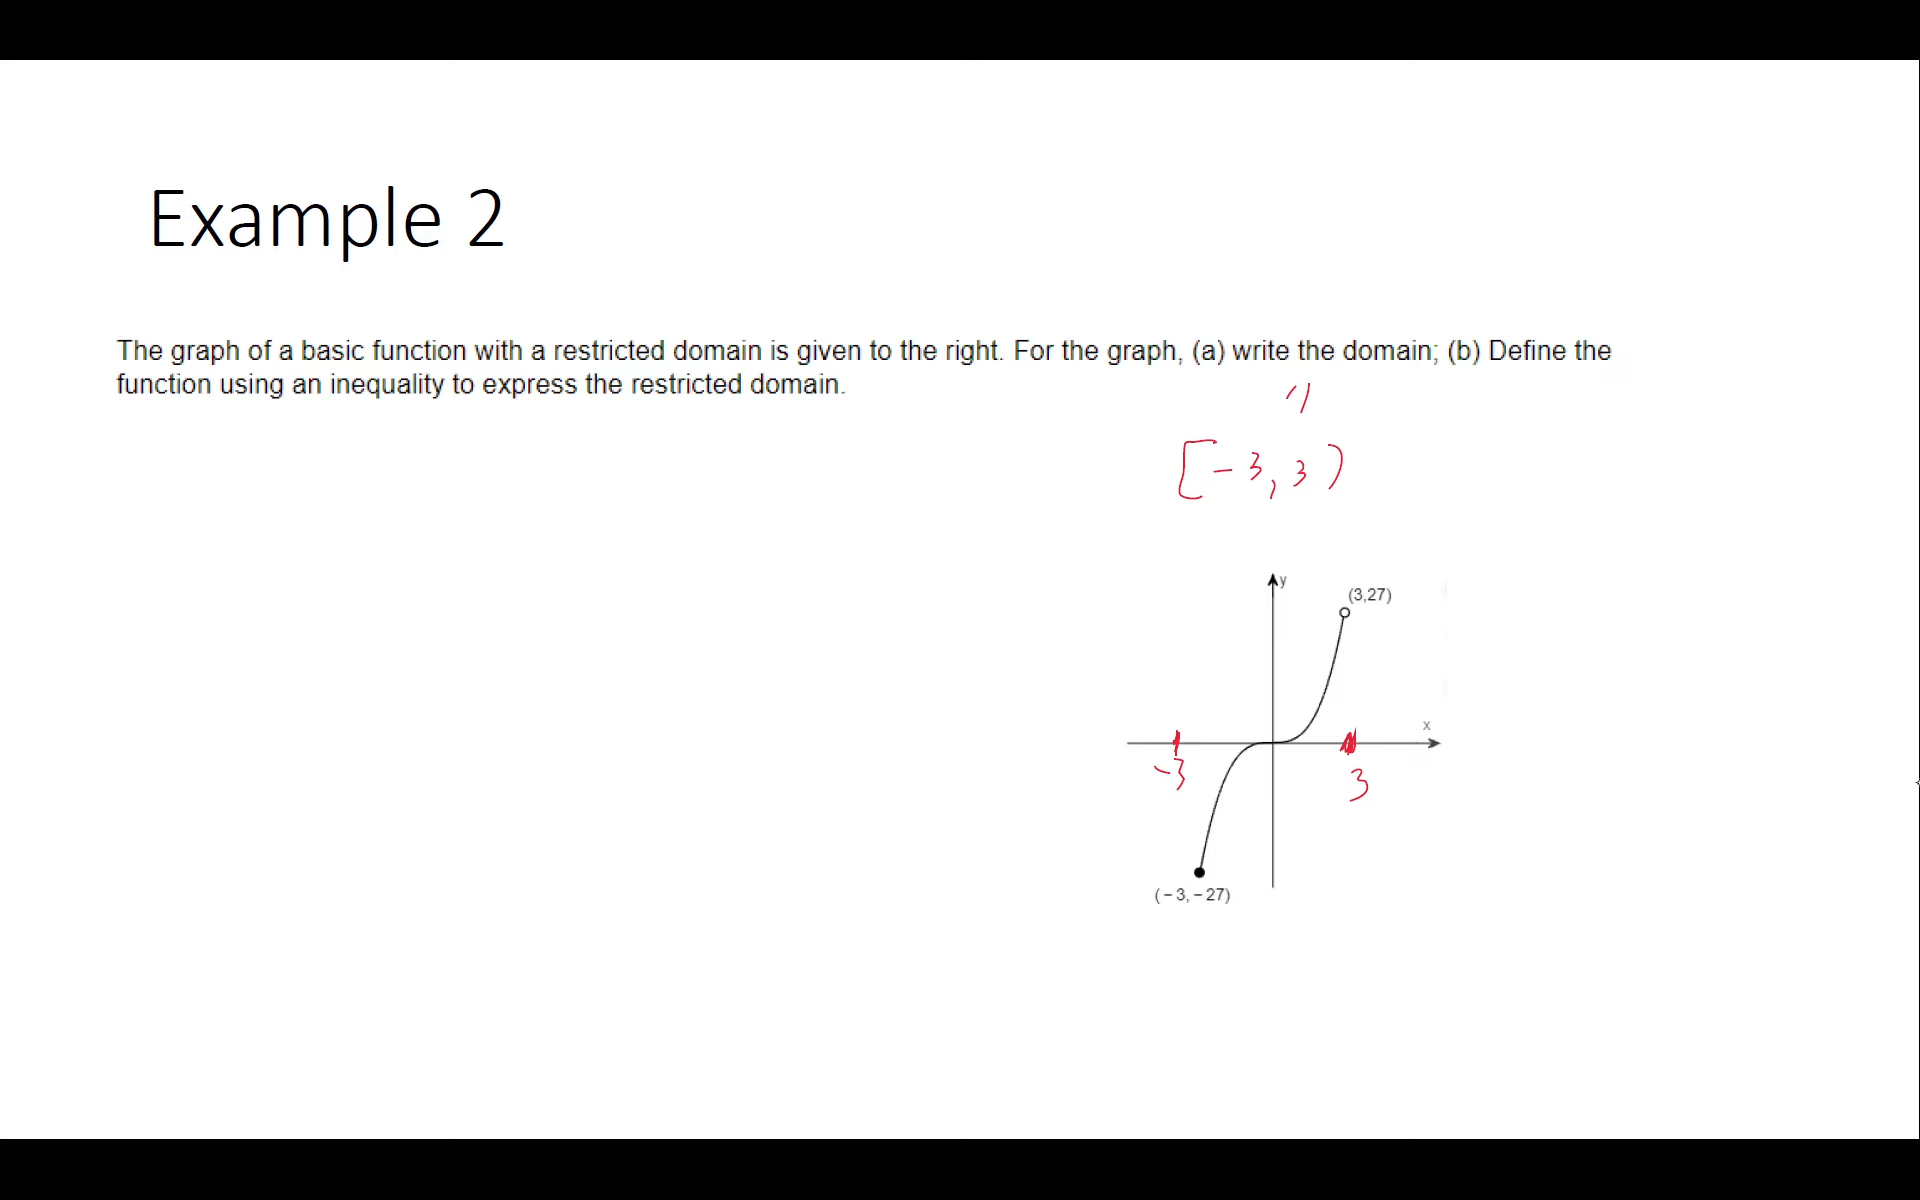 Example 2
The graph of a basic function with a restricted domain is given to the right. For the graph, (a) write the domain; (b) Define the
function using an inequality to express the restricted domain.
[-3, 3)
y
(3,27)
x
-3
3
(-3,-27)